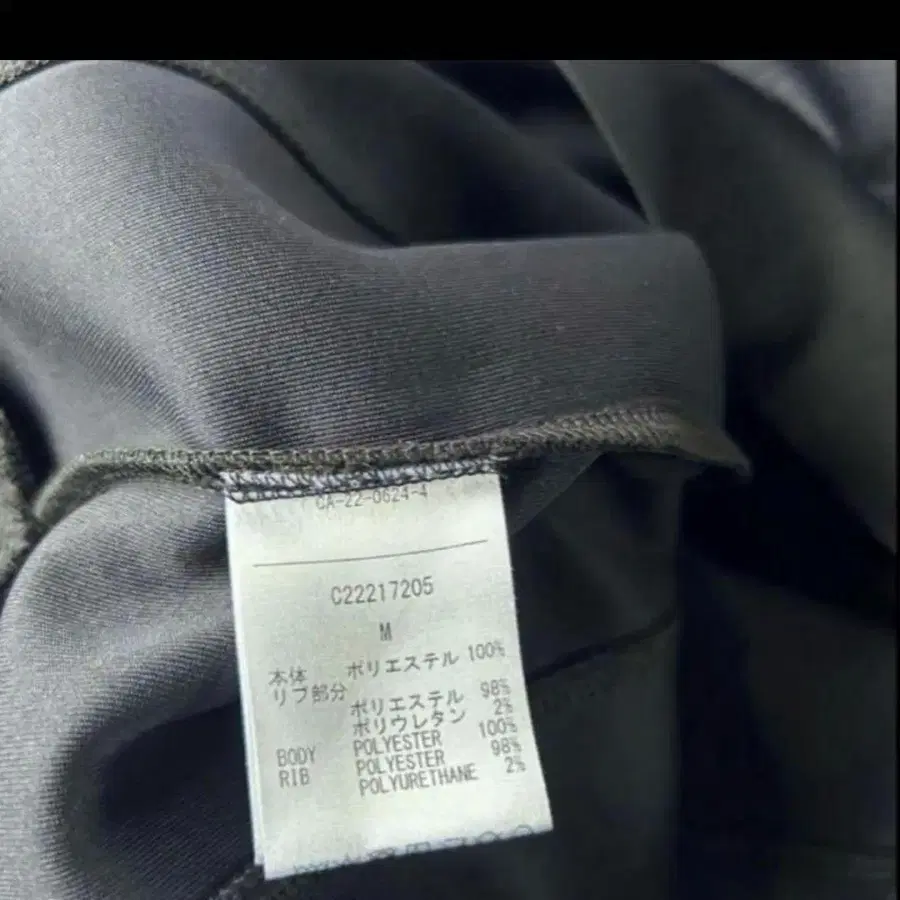 CA-22-0624-4
C22217205
M
本体 ポリエステル 100%
リブ部分
ポリエステル 98%
ポリウレタン 2%
BODY POLYESTER 100%
RIB POLYESTER 98%
POLYURETHANE 2%